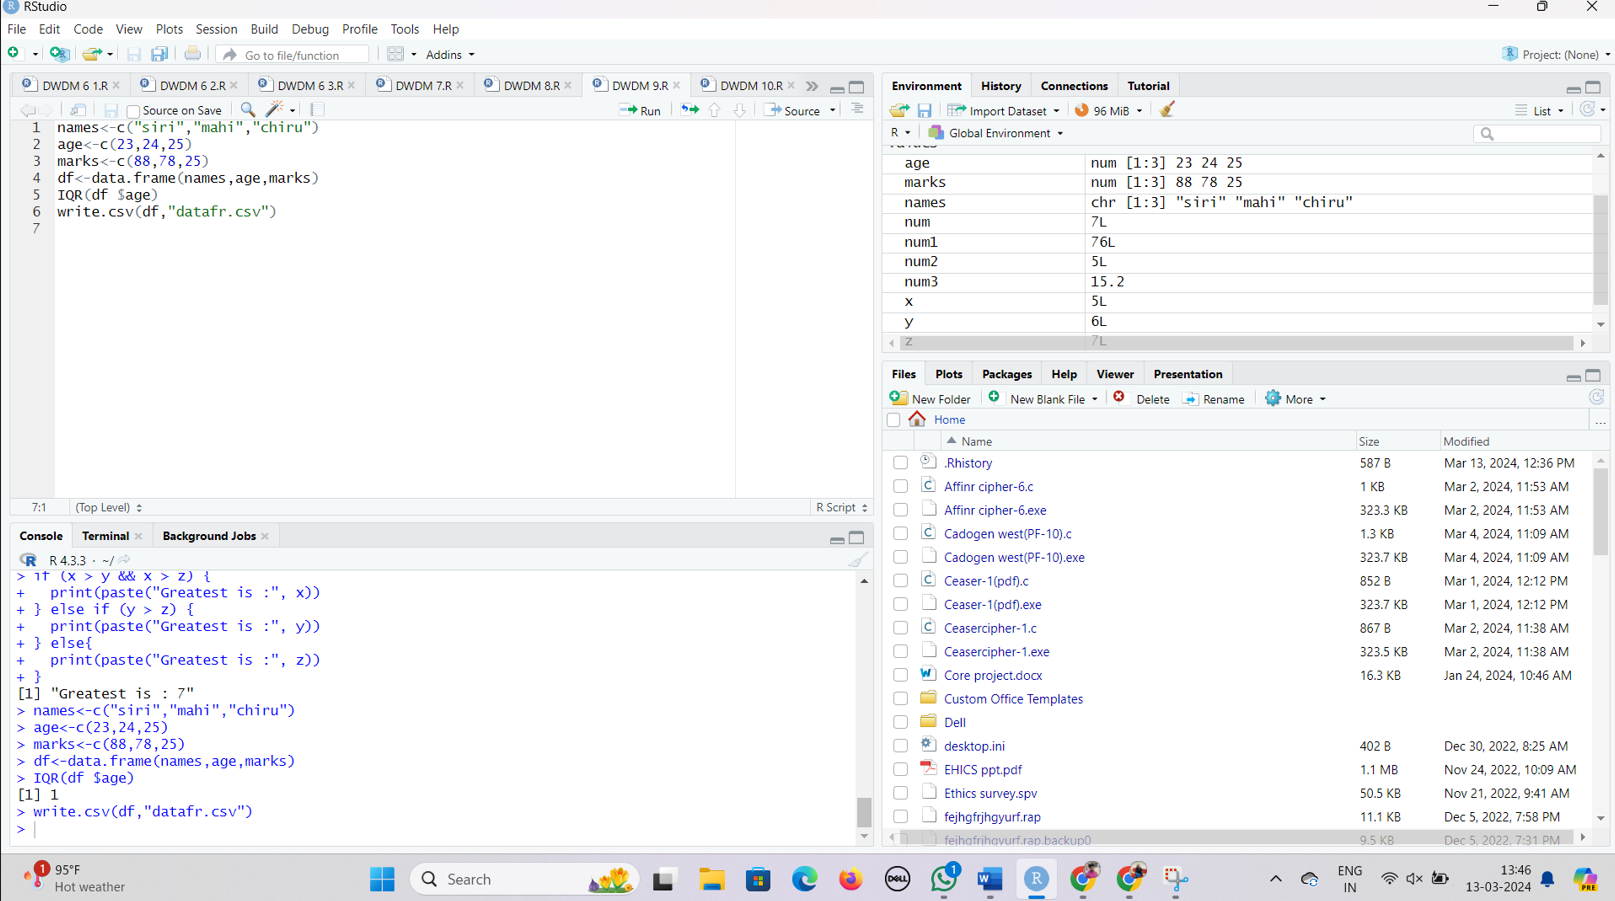 RStudio
File Edit Code View Plots Session Build Debug Profile Tools Help
Go to file/function Addins Project: (None)
DWDM 6 1.R DWDM 6 2.R DWDM 6 3.R DWDM 7.R DWDM 8.R DWDM 9.R DWDM 10.R
Source on Save Run Source
1 names<-c("siri","mahi","chiru")
2 age<-c(23,24,25)
3 marks<-c(88,78,25)
4 df<-data.frame(names,age,marks)
5 IQR(df $age)
6 write.csv(df,"datafr.csv")
7
7:1 (Top Level) R Script
Console Terminal Background Jobs
R 4.3.3 · ~/
> if (x > y && x > z) {
+ print(paste("Greatest is :", x))
+ } else if (y > z) {
+ print(paste("Greatest is :", y))
+ } else{
+ print(paste("Greatest is :", z))
+ }
[1] "Greatest is : 7"
> names<-c("siri","mahi","chiru")
> age<-c(23,24,25)
> marks<-c(88,78,25)
> df<-data.frame(names,age,marks)
> IQR(df $age)
[1] 1
> write.csv(df,"datafr.csv")
>
Environment History Connections Tutorial
Import Dataset 96 MiB List
R Global Environment
values
age num [1:3] 23 24 25
marks num [1:3] 88 78 25
names chr [1:3] "siri" "mahi" "chiru"
num 7L
num1 76L
num2 5L
num3 15.2
x 5L
y 6L
z 7L
Files Plots Packages Help Viewer Presentation
New Folder New Blank File Delete Rename More
Home ...
Name Size Modified
.Rhistory 587 B Mar 13, 2024, 12:36 PM
Affinr cipher-6.c 1 KB Mar 2, 2024, 11:53 AM
Affinr cipher-6.exe 323.3 KB Mar 2, 2024, 11:53 AM
Cadogen west(PF-10).c 1.3 KB Mar 4, 2024, 11:09 AM
Cadogen west(PF-10).exe 323.7 KB Mar 4, 2024, 11:09 AM
Ceaser-1(pdf).c 852 B Mar 1, 2024, 12:12 PM
Ceaser-1(pdf).exe 323.7 KB Mar 1, 2024, 12:12 PM
Ceasercipher-1.c 867 B Mar 2, 2024, 11:38 AM
Ceasercipher-1.exe 323.5 KB Mar 2, 2024, 11:38 AM
Core project.docx 16.3 KB Jan 24, 2024, 10:46 AM
Custom Office Templates
Dell
desktop.ini 402 B Dec 30, 2022, 8:25 AM
EHICS ppt.pdf 1.1 MB Nov 24, 2022, 10:09 AM
Ethics survey.spv 50.5 KB Nov 21, 2022, 9:41 AM
fejhgfrjhgyurf.rap 11.1 KB Dec 5, 2022, 7:58 PM
fejhgfrjhgyurf.rap.backup0 9.5 KB Dec 5, 2022, 7:31 PM
1 95°F
Hot weather
Search
DELL
1
ENG
IN
13:46
13-03-2024
PRE